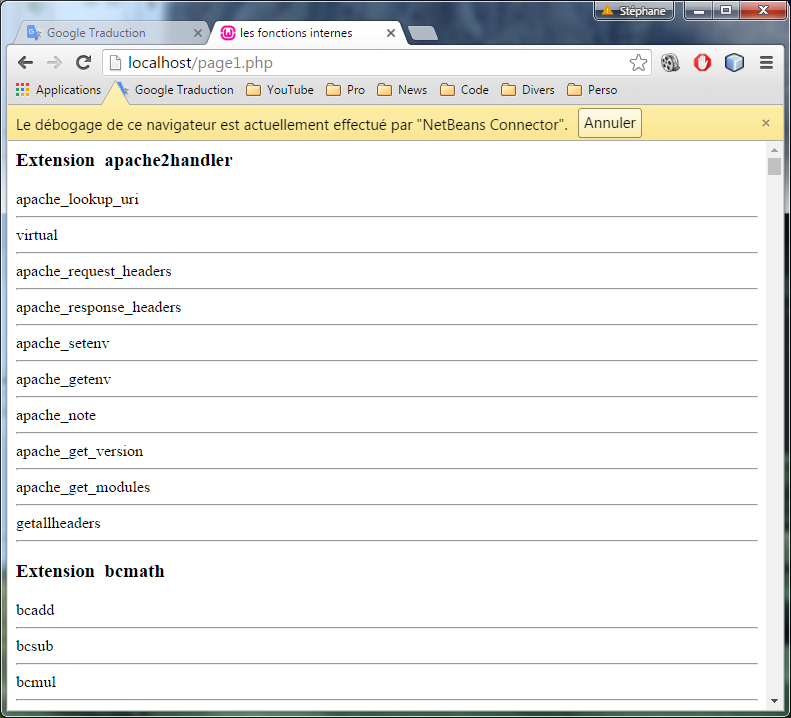 Stéphane
Google Traduction
les fonctions internes
localhost/page1.php
Applications Google Traduction YouTube Pro News Code Divers Perso
Le débogage de ce navigateur est actuellement effectué par "NetBeans Connector". Annuler
Extension apache2handler
apache_lookup_uri
virtual
apache_request_headers
apache_response_headers
apache_setenv
apache_getenv
apache_note
apache_get_version
apache_get_modules
getallheaders
Extension bcmath
bcadd
bcsub
bcmul